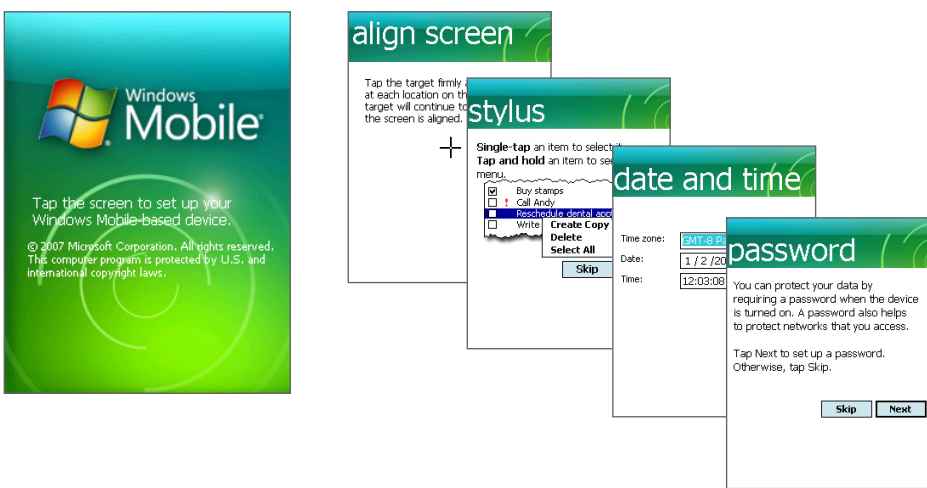 Windows
Mobile®
Tap the screen to set up your
Windows Mobile-based device.
© 2007 Microsoft Corporation. All rights reserved.
This computer program is protected by U.S. and
international copyright laws.
align screen
Tap the target firmly
at each location on th
target will continue to
the screen is aligned.
stylus
Single-tap an item to select it.
Tap and hold an item to se
menu.
Buy stamps
! Call Andy
Reschedule dental appt
Write
Create Copy
Delete
Select All
Skip
date and time
Time zone: GMT-8 Pa
Date: 1 / 2 /20
Time: 12:03:08
password
You can protect your data by
requiring a password when the device
is turned on. A password also helps
to protect networks that you access.
Tap Next to set up a password.
Otherwise, tap Skip.
Skip Next